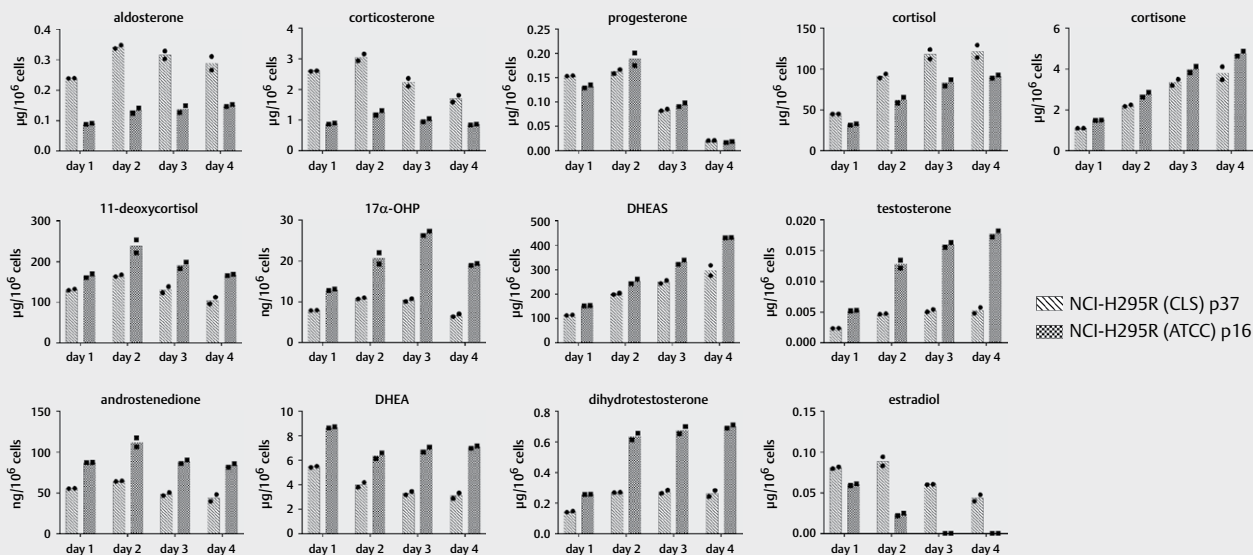 aldosterone
µg/10⁶ cells
0.4
0.3
0.2
0.1
0.0
day 1 day 2 day 3 day 4
corticosterone
µg/10⁶ cells
4
3
2
1
0
day 1 day 2 day 3 day 4
progesterone
µg/10⁶ cells
0.25
0.20
0.15
0.10
0.05
0.00
day 1 day 2 day 3 day 4
cortisol
µg/10⁶ cells
150
100
50
0
day 1 day 2 day 3 day 4
cortisone
µg/10⁶ cells
6
4
2
0
day 1 day 2 day 3 day 4
11-deoxycortisol
µg/10⁶ cells
300
200
100
0
day 1 day 2 day 3 day 4
17α-OHP
ng/10⁶ cells
30
20
10
0
day 1 day 2 day 3 day 4
DHEAS
µg/10⁶ cells
500
400
300
200
100
0
day 1 day 2 day 3 day 4
testosterone
µg/10⁶ cells
0.020
0.015
0.010
0.005
0.000
day 1 day 2 day 3 day 4
NCI-H295R (CLS) p37
NCI-H295R (ATCC) p16
androstenedione
ng/10⁶ cells
150
100
50
0
day 1 day 2 day 3 day 4
DHEA
µg/10⁶ cells
10
8
6
4
2
0
day 1 day 2 day 3 day 4
dihydrotestosterone
µg/10⁶ cells
0.8
0.6
0.4
0.2
0.0
day 1 day 2 day 3 day 4
estradiol
µg/10⁶ cells
0.15
0.10
0.05
0.00
day 1 day 2 day 3 day 4